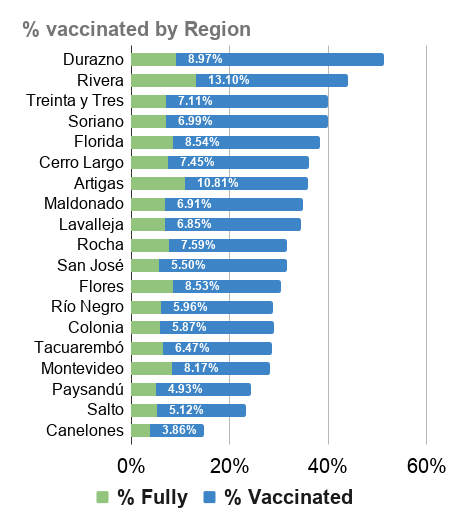 % vaccinated by Region
Durazno 8.97%
Rivera 13.10%
Treinta y Tres 7.11%
Soriano 6.99%
Florida 8.54%
Cerro Largo 7.45%
Artigas 10.81%
Maldonado 6.91%
Lavalleja 6.85%
Rocha 7.59%
San José 5.50%
Flores 8.53%
Río Negro 5.96%
Colonia 5.87%
Tacuarembó 6.47%
Montevideo 8.17%
Paysandú 4.93%
Salto 5.12%
Canelones 3.86%
0% 20% 40% 60%
% Fully % Vaccinated